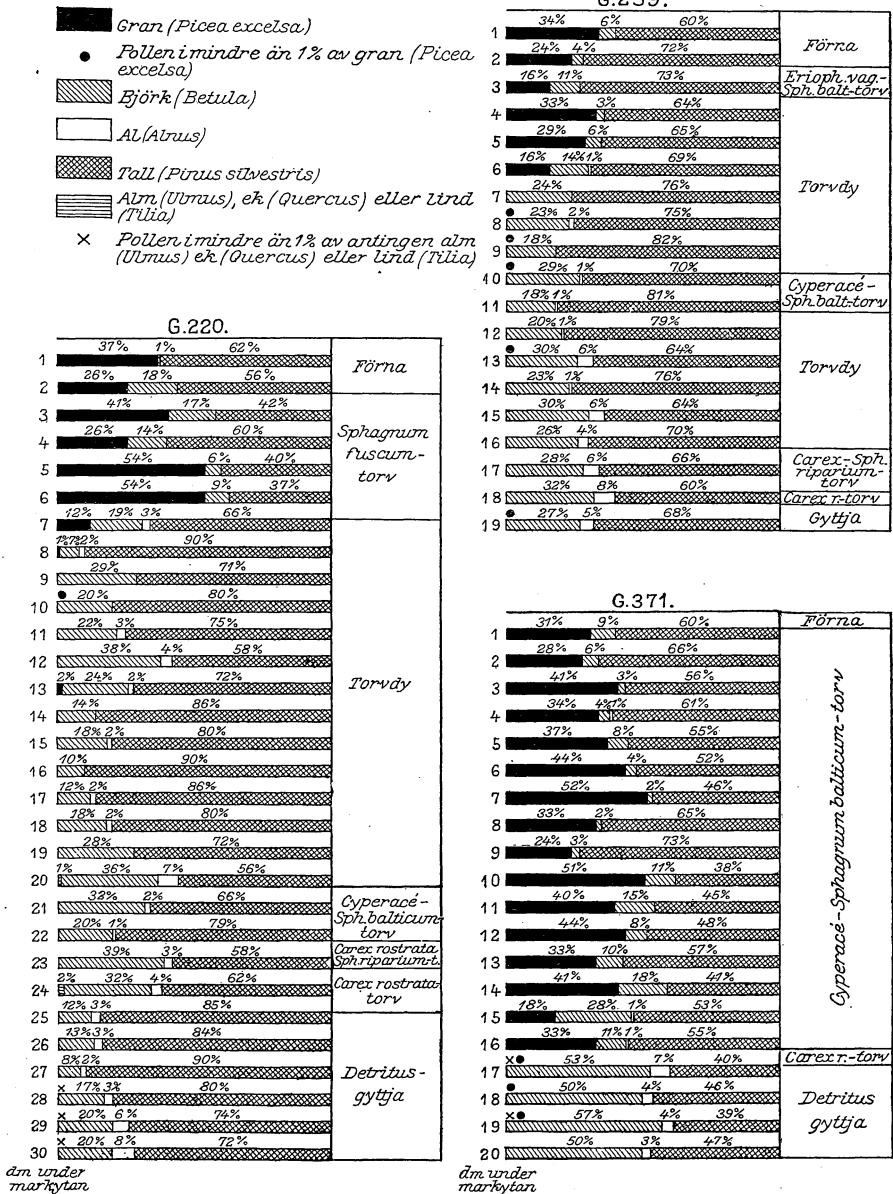 Gran (Picea excelsa)
Pollen i mindre än 1% av gran (Picea
excelsa)
Björk (Betula)
Al (Alnus)
Tall (Pinus silvestris)
Alm (Ulmus), ek (Quercus) eller lind
(Tilia)
× Pollen i mindre än 1% av antingen alm
(Ulmus) ek (Quercus) eller lind (Tilia)
G.220.
37% 1% 62%
1
Förna
26% 18% 56%
2
41% 17% 42%
3
Sphagnum
fuscum-
torv
26% 14% 60%
4
54% 6% 40%
5
54% 9% 37%
6
12% 19% 3% 66%
7
1% 7% 2% 90%
8
29% 71%
9
20% 80%
10
22% 3% 75%
11
38% 4% 58%
12
2% 24% 2% 72%
13
Torvdy
14% 86%
14
18% 2% 80%
15
10% 90%
16
12% 2% 86%
17
18% 2% 80%
18
28% 72%
19
1% 36% 7% 56%
20
32% 2% 66%
21
Cyperacé-
Sph.balticum-
torv
20% 1% 79%
22
39% 3% 58%
23
Carex rostrata
Sph riparium-t.
2% 32% 4% 62%
24
Carex rostrata-
torv
12% 3% 85%
25
13% 3% 84%
26
8% 2% 90%
27
Detritus-
gyttja
× 17% 3% 80%
28
× 20% 6% 74%
29
× 20% 8% 72%
30
dm under
markytan
34% 6% 60%
1
Förna
24% 4% 72%
2
16% 11% 73%
3
Erioph.vag.-
Sph.balt-torv
33% 3% 64%
4
29% 6% 65%
5
16% 14% 1% 69%
6
24% 76%
7
Torvdy
23% 2% 75%
8
18% 82%
9
29% 1% 70%
10
Cyperacé-
Sph.balt-torv
18% 1% 81%
11
20% 1% 79%
12
30% 6% 64%
13
Torvdy
23% 1% 76%
14
30% 6% 64%
15
26% 4% 70%
16
28% 6% 66%
17
Carex-Sph.
riparium-
torv
32% 8% 60%
18
Carex r.-torv
27% 5% 68%
19
Gyttja
G.371.
31% 9% 60%
1
Förna
28% 6% 66%
2
41% 3% 56%
3
34% 4% 1% 61%
4
37% 8% 55%
5
44% 4% 52%
6
52% 2% 46%
7
33% 2% 65%
8
24% 3% 73%
9
51% 11% 38%
10
40% 15% 45%
11
44% 8% 48%
12
33% 10% 57%
13
41% 18% 41%
14
18% 28% 1% 53%
15
33% 11% 1% 55%
16
Cyperacé-Sphagnum balticum-torv
× 53% 7% 40%
17
Carex r.-torv
50% 4% 46%
18
Detritus
gyttja
× 57% 4% 39%
19
50% 3% 47%
20
dm under
markytan